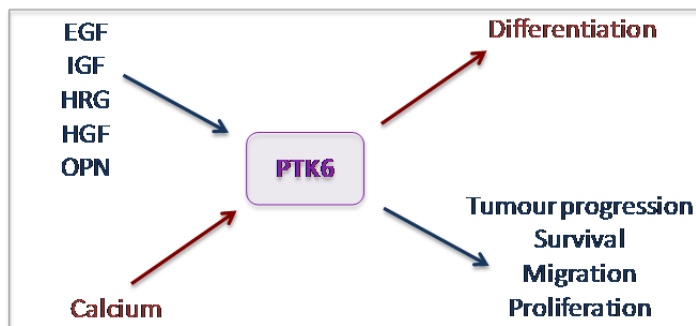 EGF
IGF
HRG
HGF
OPN
Calcium
PTK6
Differentiation
Tumour progression
Survival
Migration
Proliferation